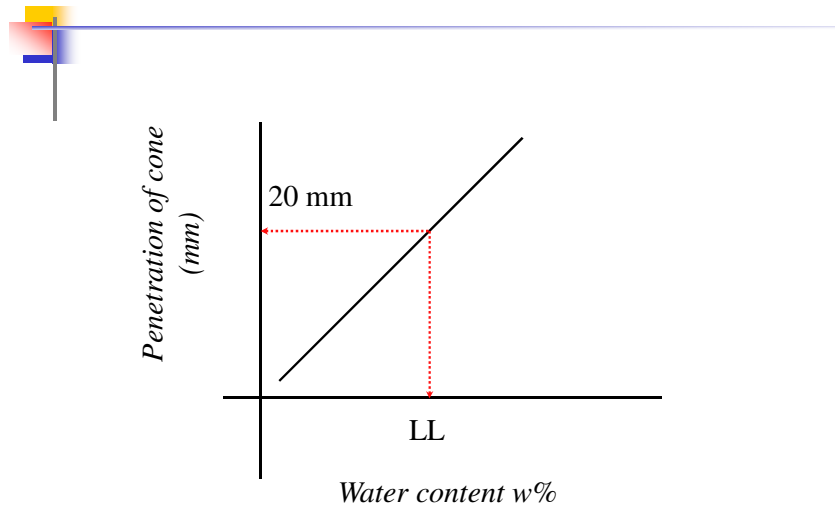 Penetration of cone
(mm)
20 mm
LL
Water content w%